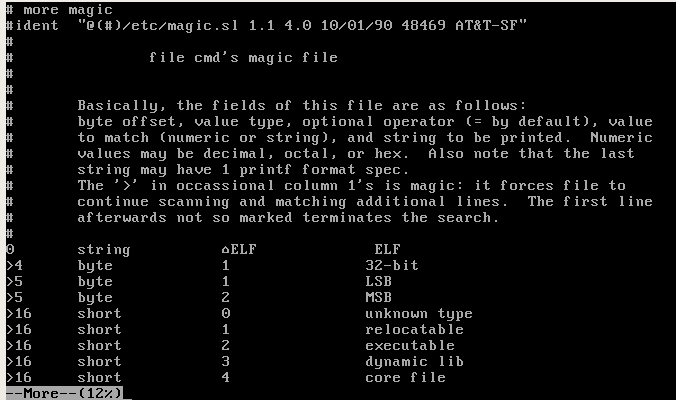 # more magic
#ident  "@(#)/etc/magic.sl 1.1 4.0 10/01/90 48469 AT&T-SF"
#
#                  file cmd's magic file
#
#
#        Basically, the fields of this file are as follows:
#        byte offset, value type, optional operator (= by default), value
#        to match (numeric or string), and string to be printed.  Numeric
#        values may be decimal, octal, or hex.  Also note that the last
#        string may have 1 printf format spec.
#        The '>' in occassional column 1's is magic: it forces file to
#        continue scanning and matching additional lines.  The first line
#        afterwards not so marked terminates the search.
#
0        string          ⌂ELF             ELF
>4       byte            1               32-bit
>5       byte            1               LSB
>5       byte            2               MSB
>16      short           0               unknown type
>16      short           1               relocatable
>16      short           2               executable
>16      short           3               dynamic lib
>16      short           4               core file
--More--(12%)